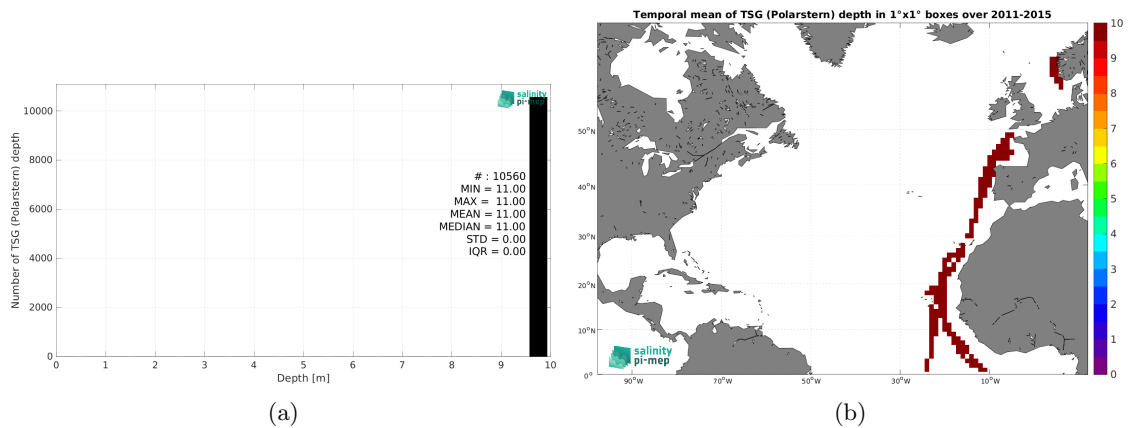 salinity
pi-mep
Number of TSG (Polarstern) depth
10000
8000
6000
4000
2000
0
# : 10560
MIN = 11.00
MAX = 11.00
MEAN = 11.00
MEDIAN = 11.00
STD = 0.00
IQR = 0.00
0 1 2 3 4 5 6 7 8 9 10
Depth [m]
(a)
Temporal mean of TSG (Polarstern) depth in 1°x1° boxes over 2011-2015
50°N
40°N
30°N
20°N
10°N
0°
90°W 70°W 50°W 30°W 10°W
salinity
pi-mep
10
9
8
7
6
5
4
3
2
1
0
(b)